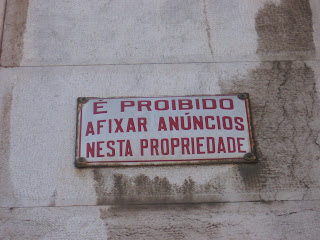 É PROIBIDO
AFIXAR ANÚNCIOS
NESTA PROPRIEDADE